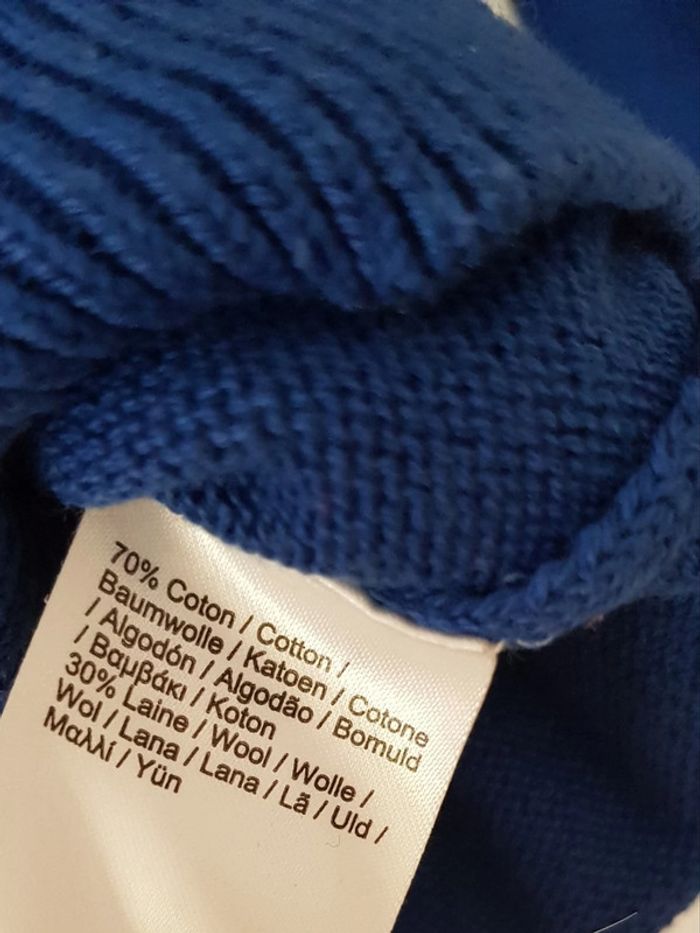 70% Coton / Cotton /
Baumwolle / Katoen / Cotone
/ Algodón / Algodão / Bomuld
/ Βαμβάκι / Koton
30% Laine / Wool / Wolle /
Wol / Lana / Lana / Lã / Uld /
Μαλλί / Yün